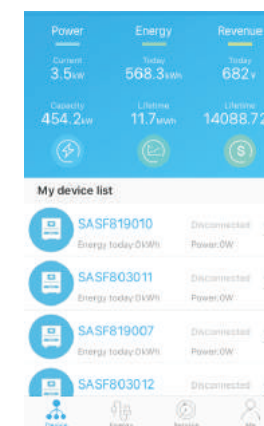 Power Energy Revenue
Current Today Today
3.5kW 568.3kWh 682¥
Capacity Lifetime Lifetime
454.2kW 11.7MWh 14088.72
My device list
SASF819010 Disconnected
Energy today:0kWh Power:0W
SASF803011 Disconnected
Energy today:0kWh Power:0W
SASF819007 Disconnected
Energy today:0kWh Power:0W
SASF803012 Disconnected
Device Energy Service Me